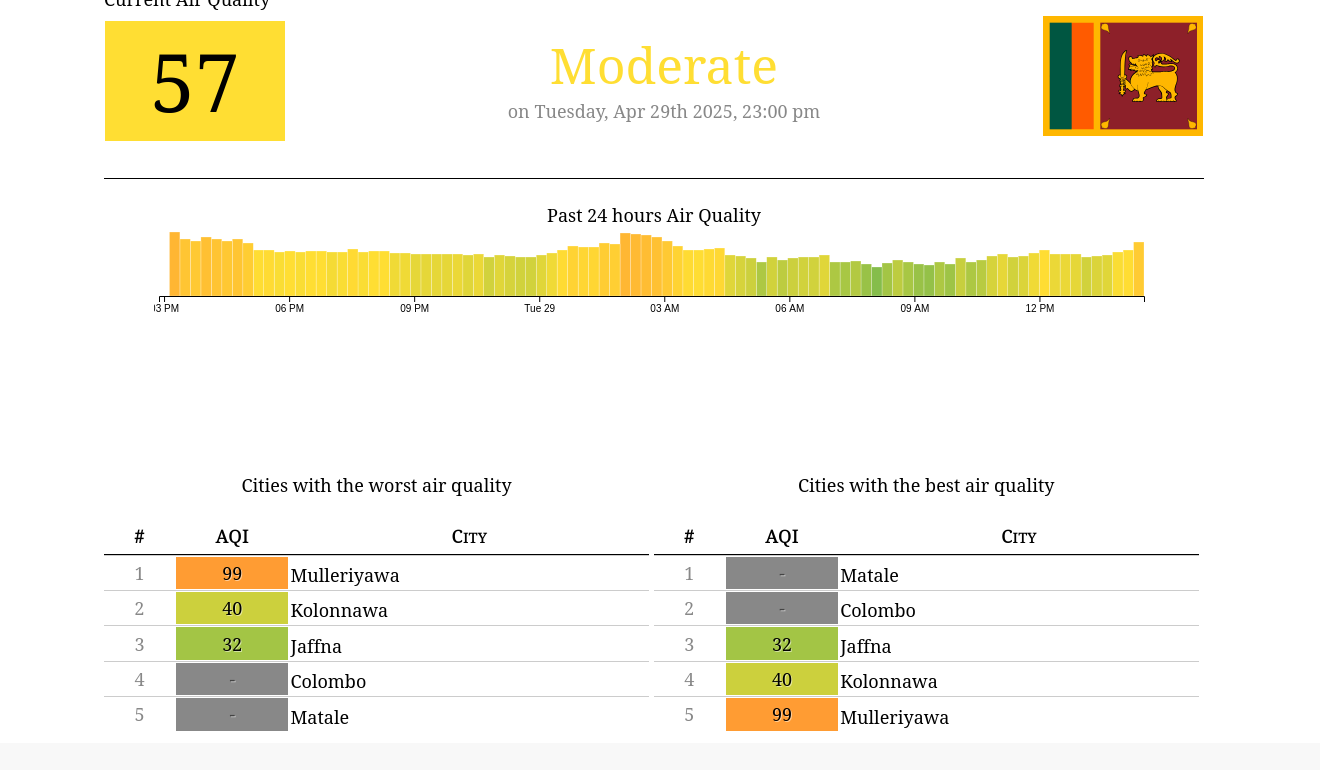 Current Air Quality
57
Moderate
on Tuesday, Apr 29th 2025, 23:00 pm
Past 24 hours Air Quality
03 PM 06 PM 09 PM Tue 29 03 AM 06 AM 09 AM 12 PM
Cities with the worst air quality
# AQI City
1 99 Mulleriyawa
2 40 Kolonnawa
3 32 Jaffna
4 - Colombo
5 - Matale
Cities with the best air quality
# AQI City
1 - Matale
2 - Colombo
3 32 Jaffna
4 40 Kolonnawa
5 99 Mulleriyawa